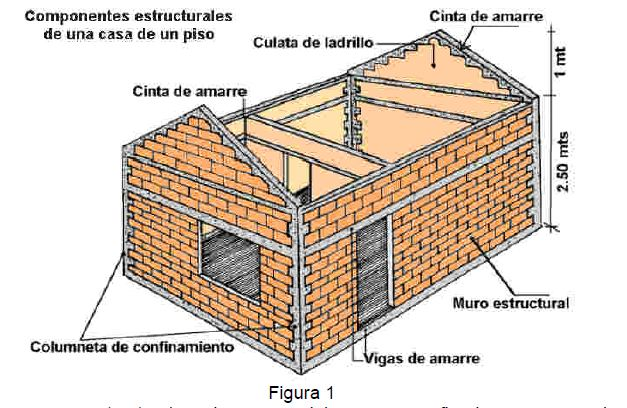 Componentes estructurales
de una casa de un piso
Cinta de amarre
Culata de ladrillo
Cinta de amarre
1 mt
2.50 mts
Muro estructural
Columneta de confinamiento
Vigas de amarre
Figura 1